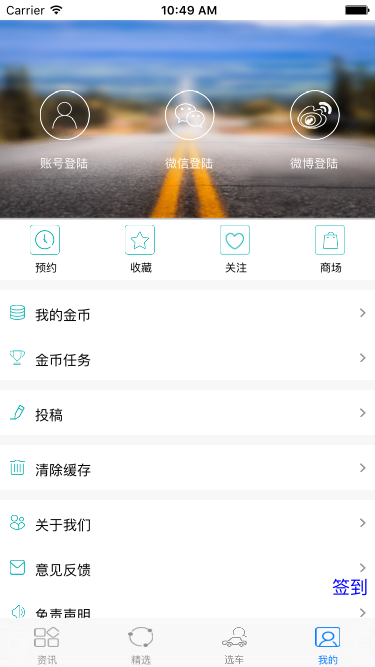 Carrier 10:49 AM
账号登陆 微信登陆 微博登陆
预约 收藏 关注 商场
我的金币
金币任务
投稿
清除缓存
关于我们
意见反馈
签到
免责声明
资讯 精选 选车 我的